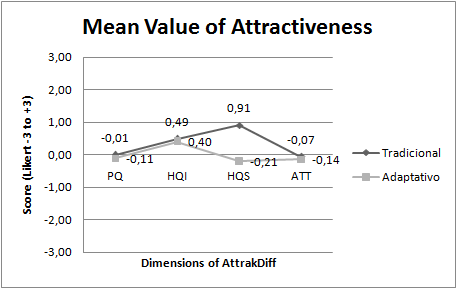 Mean Value of Attractiveness
Score (Likert -3 to +3)
3,00
2,00
1,00
0,00
-1,00
-2,00
-3,00
-0,01
0,49
0,91
-0,07
-0,11
0,40
-0,21
-0,14
PQ
HQI
HQS
ATT
Dimensions of AttrakDiff
Tradicional
Adaptativo